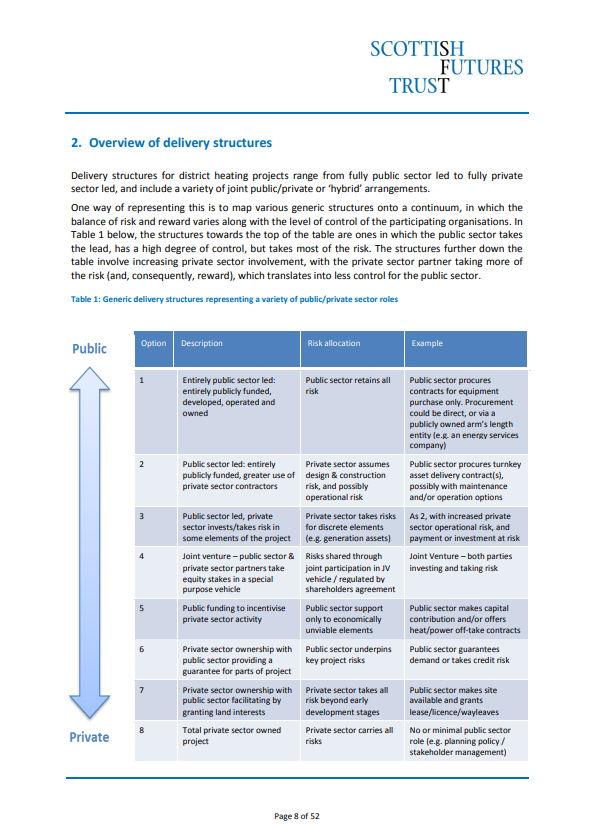 SCOTTISH
FUTURES
TRUST
2. Overview of delivery structures
Delivery structures for district heating projects range from fully public sector led to fully private
sector led, and include a variety of joint public/private or ‘hybrid’ arrangements.
One way of representing this is to map various generic structures onto a continuum, in which the
balance of risk and reward varies along with the level of control of the participating organisations. In
Table 1 below, the structures towards the top of the table are ones in which the public sector takes
the lead, has a high degree of control, but takes most of the risk. The structures further down the
table involve increasing private sector involvement, with the private sector partner taking more of
the risk (and, consequently, reward), which translates into less control for the public sector.
Table 1: Generic delivery structures representing a variety of public/private sector roles
Public
Option Description Risk allocation Example
1 Entirely public sector led: Public sector retains all Public sector procures
entirely publicly funded, risk contracts for equipment
developed, operated and purchase only. Procurement
owned could be direct, or via a
publicly owned arm’s length
entity (e.g. an energy services
company)
2 Public sector led: entirely Private sector assumes Public sector procures turnkey
publicly funded, greater use of design & construction asset delivery contract(s),
private sector contractors risk, and possibly possibly with maintenance
operational risk and/or operation options
3 Public sector led, private Private sector takes risks As 2, with increased private
sector invests/takes risk in for discrete elements sector operational risk, and
some elements of the project (e.g. generation assets) payment or investment at risk
4 Joint venture – public sector & Risks shared through Joint Venture – both parties
private sector partners take joint participation in JV investing and taking risk
equity stakes in a special vehicle / regulated by
purpose vehicle shareholders agreement
5 Public funding to incentivise Public sector support Public sector makes capital
private sector activity only to economically contribution and/or offers
unviable elements heat/power off-take contracts
6 Private sector ownership with Public sector underpins Public sector guarantees
public sector providing a key project risks demand or takes credit risk
guarantee for parts of project
7 Private sector ownership with Private sector takes all Public sector makes site
public sector facilitating by risk beyond early available and grants
granting land interests development stages lease/licence/wayleaves
8 Total private sector owned Private sector carries all No or minimal public sector
project risks role (e.g. planning policy /
stakeholder management)
Private
Page 8 of 52